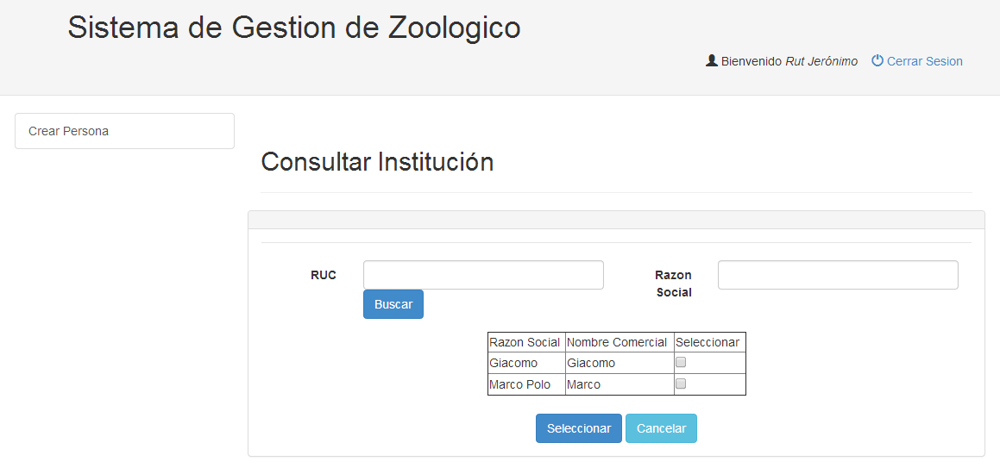 Sistema de Gestion de Zoologico
Bienvenido Rut Jerónimo Cerrar Sesion
Crear Persona
Consultar Institución
RUC
Razon
Social
Buscar
Razon Social Nombre Comercial Seleccionar
Giacomo Giacomo
Marco Polo Marco
Seleccionar Cancelar